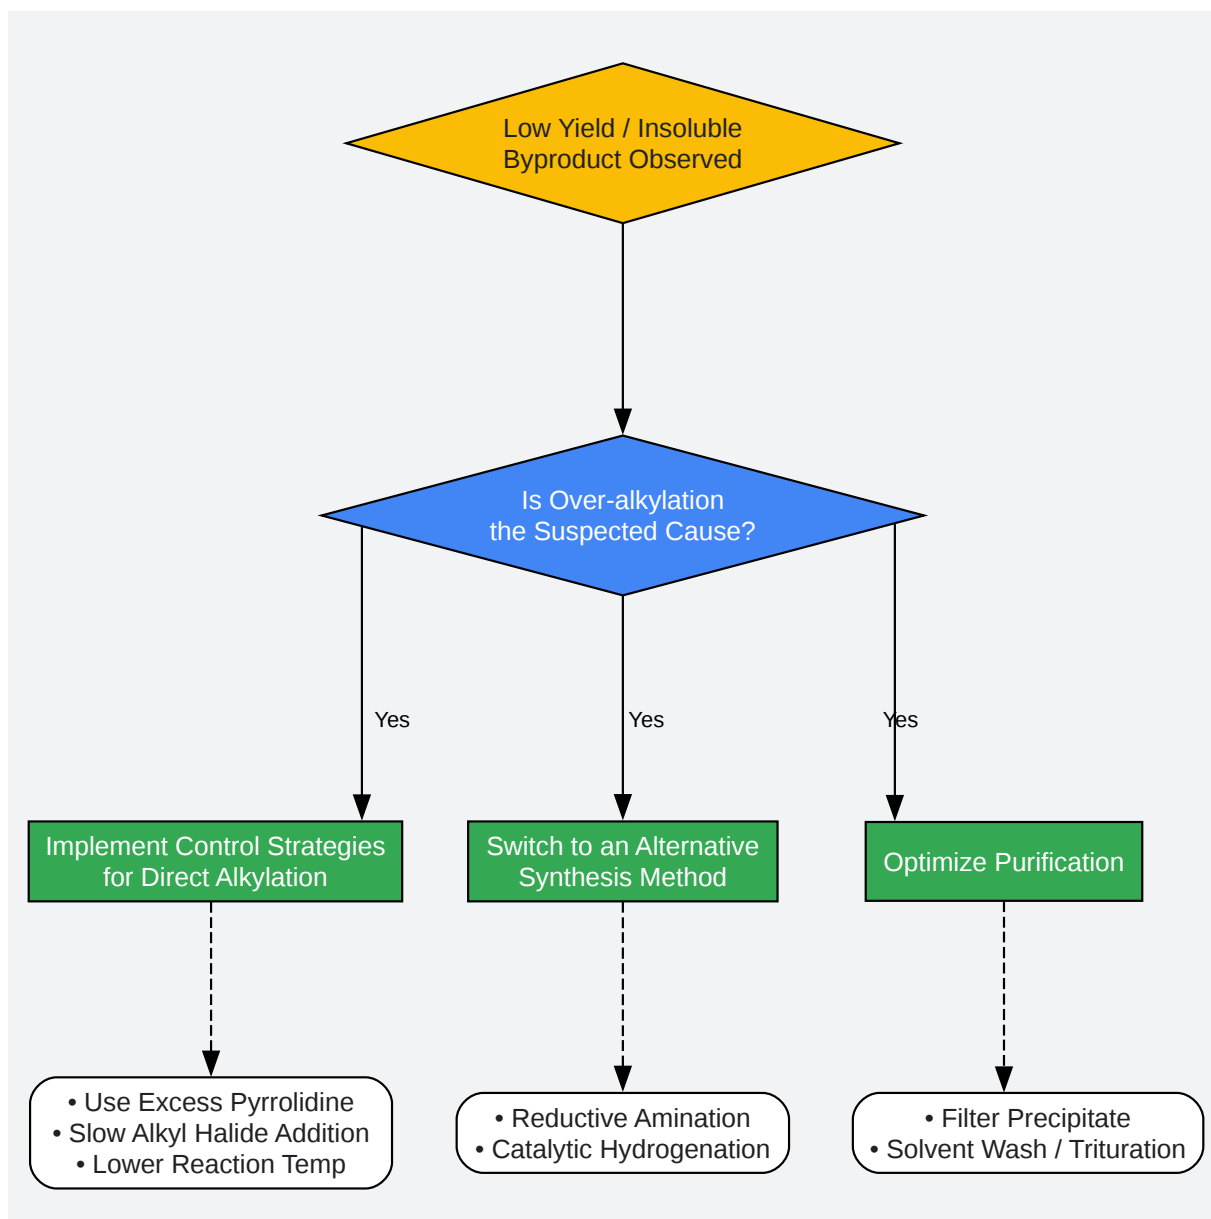 Low Yield / Insoluble
Byproduct Observed
Is Over-alkylation
the Suspected Cause?
Yes
Yes
Yes
Implement Control Strategies
for Direct Alkylation
Switch to an Alternative
Synthesis Method
Optimize Purification
• Use Excess Pyrrolidine
• Slow Alkyl Halide Addition
• Lower Reaction Temp
• Reductive Amination
• Catalytic Hydrogenation
• Filter Precipitate
• Solvent Wash / Trituration